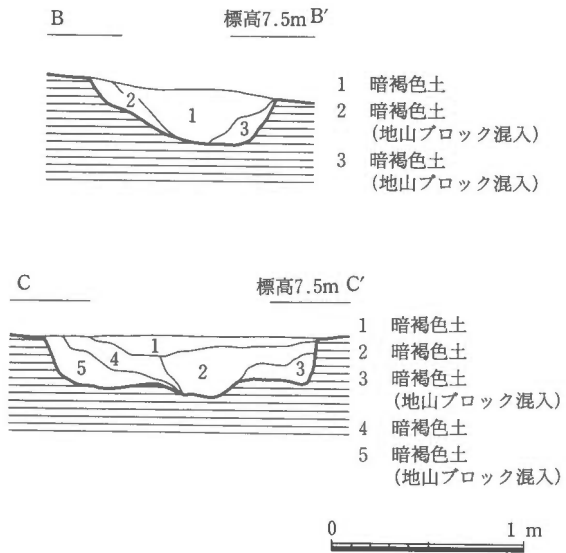 B 標高7.5m B′
1 暗褐色土
2 暗褐色土
(地山ブロック混入)
3 暗褐色土
(地山ブロック混入)
2
1
3
C 標高7.5m C′
1 暗褐色土
2 暗褐色土
3 暗褐色土
(地山ブロック混入)
4 暗褐色土
5 暗褐色土
(地山ブロック混入)
1
4
5
2
3
0 1 m